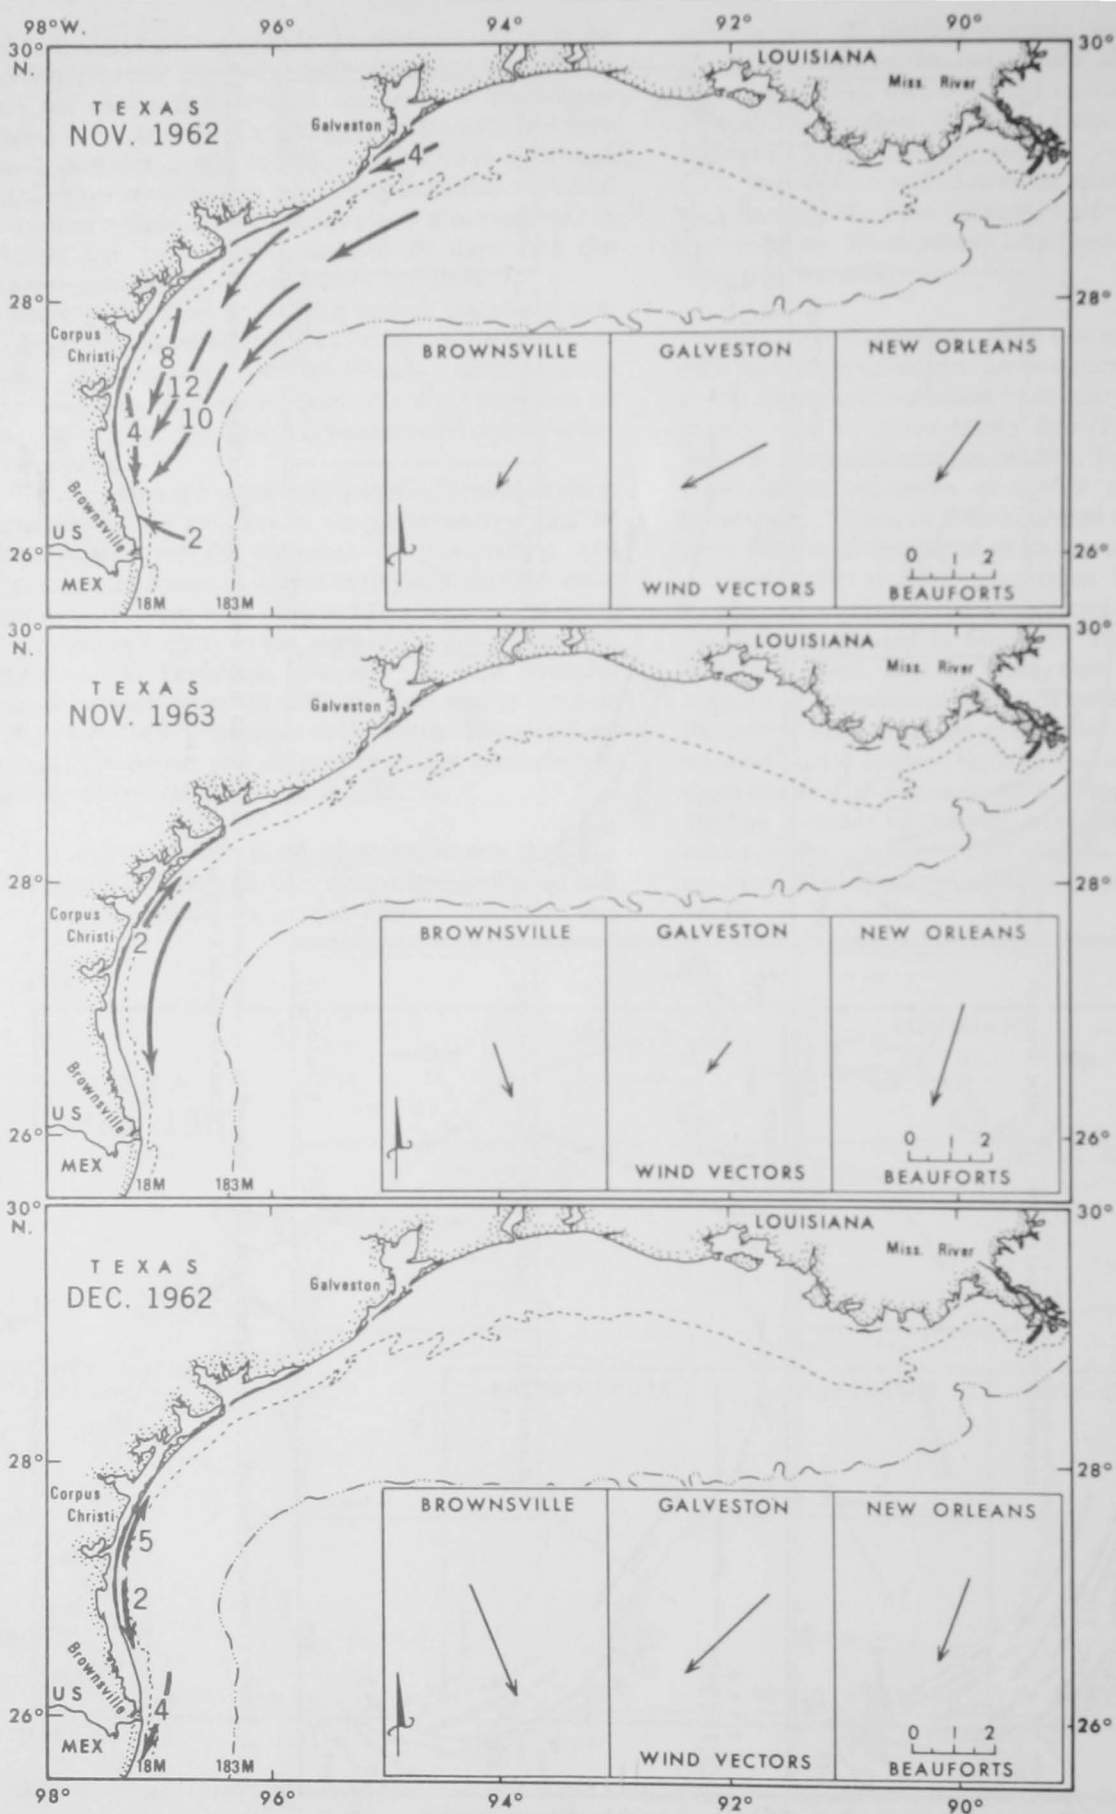 98°W. 96° 94° 92° 90°
30° 30°
N.
LOUISIANA
Miss. River
TEXAS
NOV. 1962
Galveston
4
28° 28°
Corpus
Christi
8
12
10
4
BROWNSVILLE GALVESTON NEW ORLEANS
Brownsville
US
2
26° 26°
MEX
0 1 2
WIND VECTORS BEAUFORTS
18M 183M
30° 30°
N.
LOUISIANA
Miss. River
TEXAS
NOV. 1963
Galveston
28° 28°
Corpus
Christi
2
BROWNSVILLE GALVESTON NEW ORLEANS
Brownsville
US
26° 26°
MEX
0 1 2
WIND VECTORS BEAUFORTS
18M 183M
30° 30°
N.
LOUISIANA
Miss. River
TEXAS
DEC. 1962
Galveston
28° 28°
Corpus
Christi
5
2
BROWNSVILLE GALVESTON NEW ORLEANS
Brownsville
US
4
26° 26°
MEX
0 1 2
WIND VECTORS BEAUFORTS
18M 183M
98° 96° 94° 92° 90°